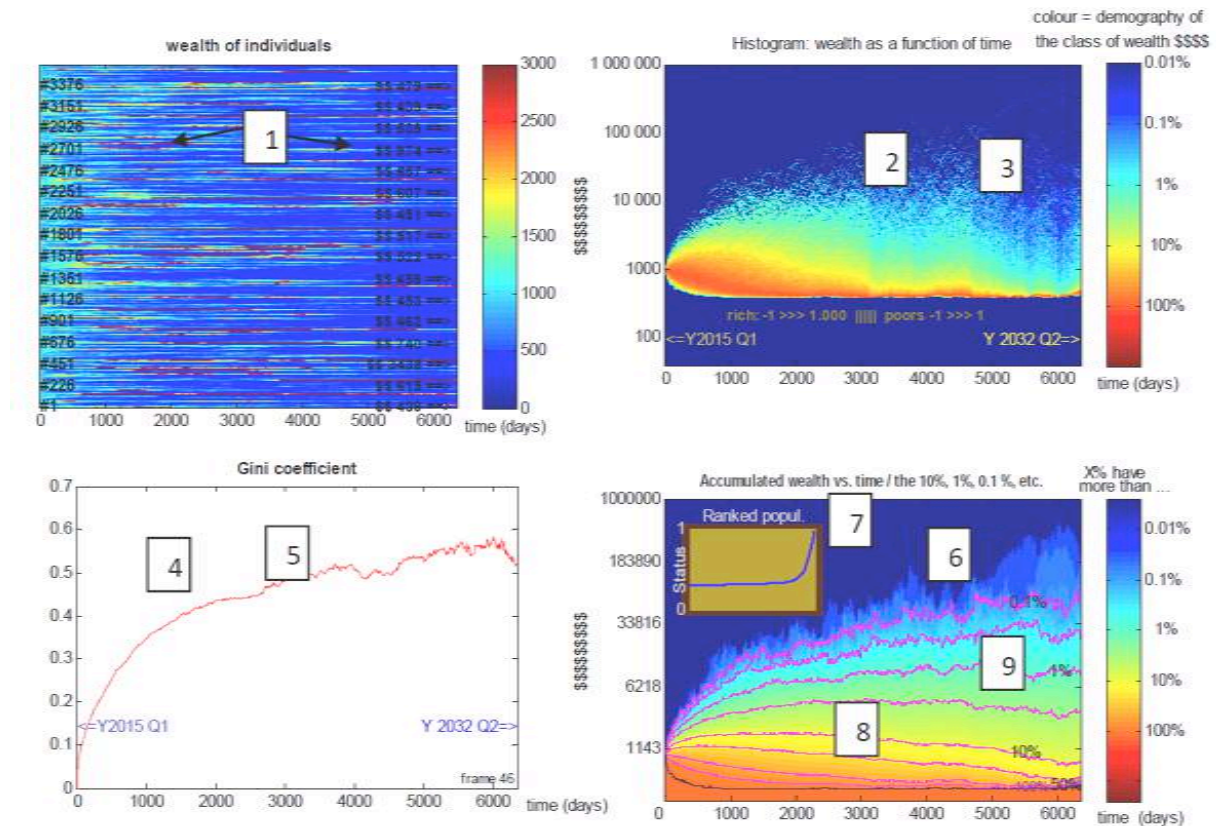 wealth of individuals
3000
2500
2000
1500
1000
500
0
#3376
#3151
#2926
#2701
#2476
#2251
#2026
#1801
#1576
#1351
#1126
#901
#676
#451
#226
#1
1
0 1000 2000 3000 4000 5000 6000
time (days)
colour = demography of
the class of wealth $$$$
Histogram: wealth as a function of time
$$$$$$$$$$
1 000 000
100 000
10 000
1000
100
2
3
rich: -1 >>> 1.000 ||||| poors -1 >>> 1
<=Y2015 Q1
Y 2032 Q2=>
0 1000 2000 3000 4000 5000 6000
time (days)
0.01%
0.1%
1%
10%
100%
Gini coefficient
0.7
0.6
0.5
0.4
0.3
0.2
0.1
0
4
5
<=Y2015 Q1
Y 2032 Q2=>
frame 46
0 1000 2000 3000 4000 5000 6000
time (days)
Accumulated wealth vs. time / the 10%, 1%, 0.1 %, etc.
X% have
more than ...
$$$$$$$$$$
1000000
183890
33816
6218
1143
Ranked popul.
Status
1
0
7
6
9
8
0.1%
1%
10%
100%
50%
0 1000 2000 3000 4000 5000 6000
time (days)
0.01%
0.1%
1%
10%
100%